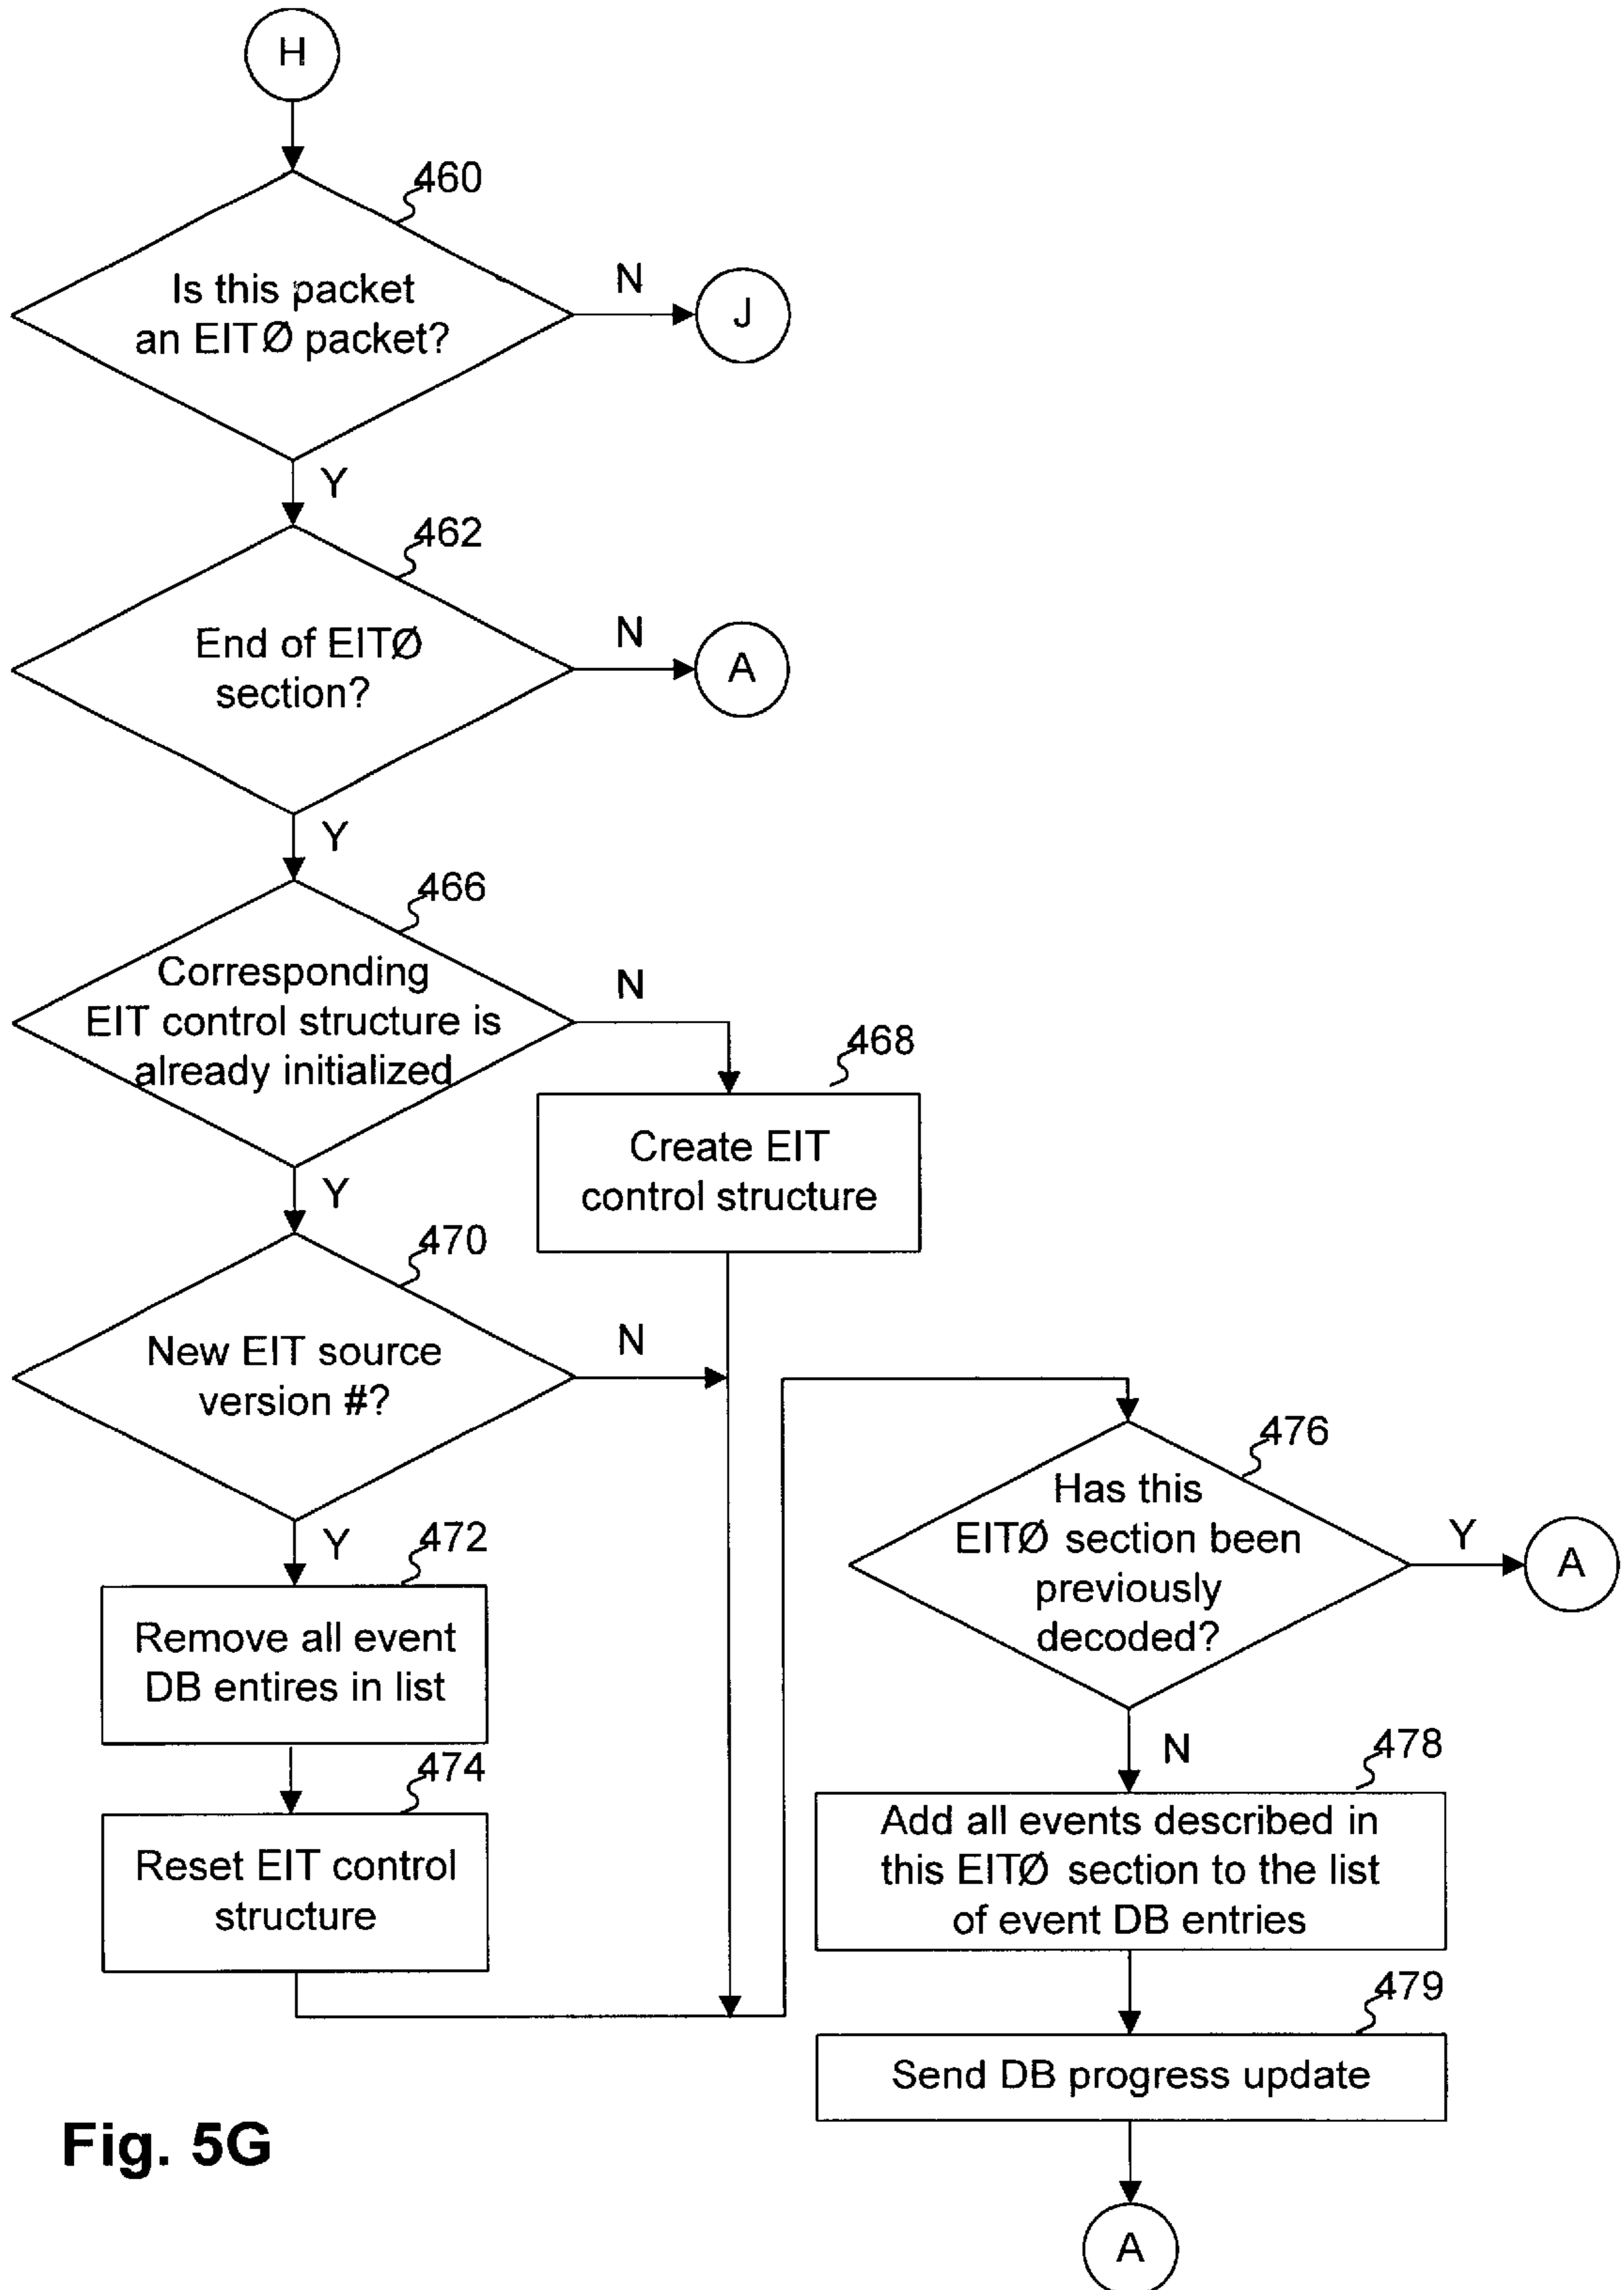 H
460
Is this packet
an EITØ packet?
N
J
Y
462
End of EITØ
section?
N
A
Y
466
Corresponding
EIT control structure is
already initialized
N
468
Create EIT
control structure
Y
470
New EIT source
version #?
N
Y
472
Remove all event
DB entires in list
474
Reset EIT control
structure
476
Has this
EITØ section been
previously
decoded?
Y
A
N
478
Add all events described in
this EITØ section to the list
of event DB entries
479
Send DB progress update
A
Fig. 5G